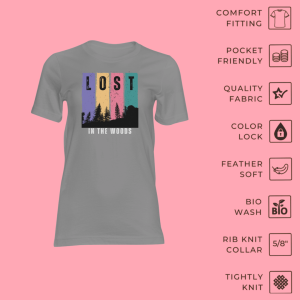 LOST
IN THE WOODS
COMFORT
FITTING
POCKET
FRIENDLY
QUALITY
FABRIC
COLOR
LOCK
FEATHER
SOFT
BIO
WASH
BIO
RIB KNIT
COLLAR
5/8"
TIGHTLY
KNIT